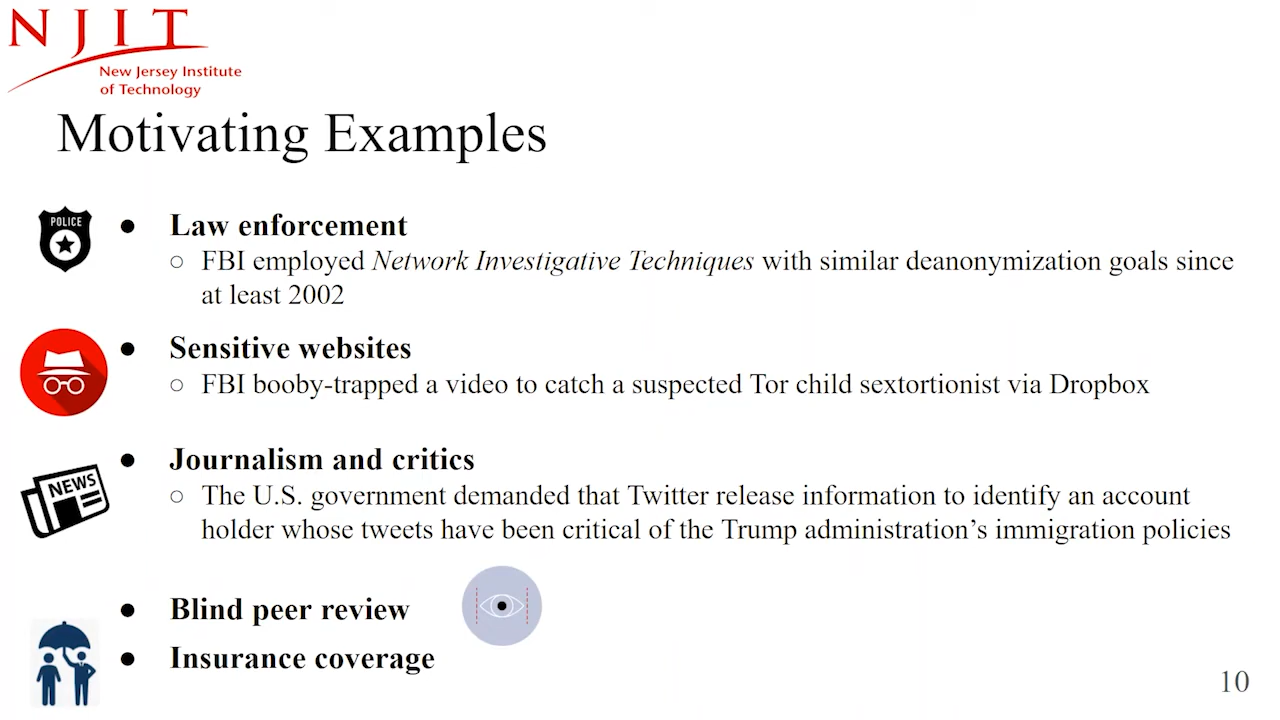 NJIT
New Jersey Institute
of Technology
Motivating Examples
POLICE
● Law enforcement
○ FBI employed Network Investigative Techniques with similar deanonymization goals since
at least 2002
● Sensitive websites
○ FBI booby-trapped a video to catch a suspected Tor child sextortionist via Dropbox
● Journalism and critics
NEWS
○ The U.S. government demanded that Twitter release information to identify an account
holder whose tweets have been critical of the Trump administration’s immigration policies
● Blind peer review
● Insurance coverage
10